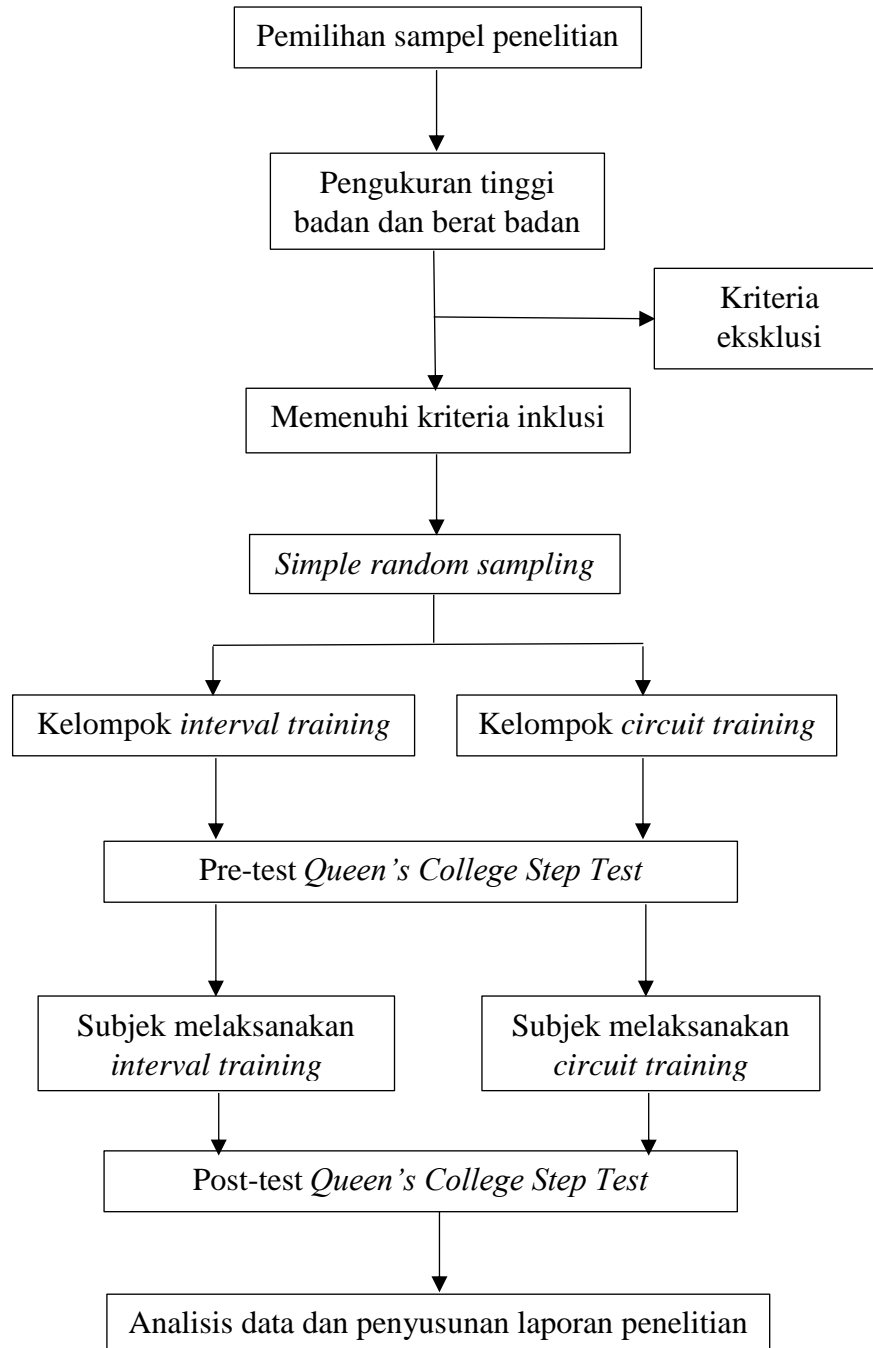 Pemilihan sampel penelitian
Pengukuran tinggi
badan dan berat badan
Kriteria
eksklusi
Memenuhi kriteria inklusi
Simple random sampling
Kelompok interval training
Kelompok circuit training
Pre-test Queen’s College Step Test
Subjek melaksanakan
interval training
Subjek melaksanakan
circuit training
Post-test Queen’s College Step Test
Analisis data dan penyusunan laporan penelitian